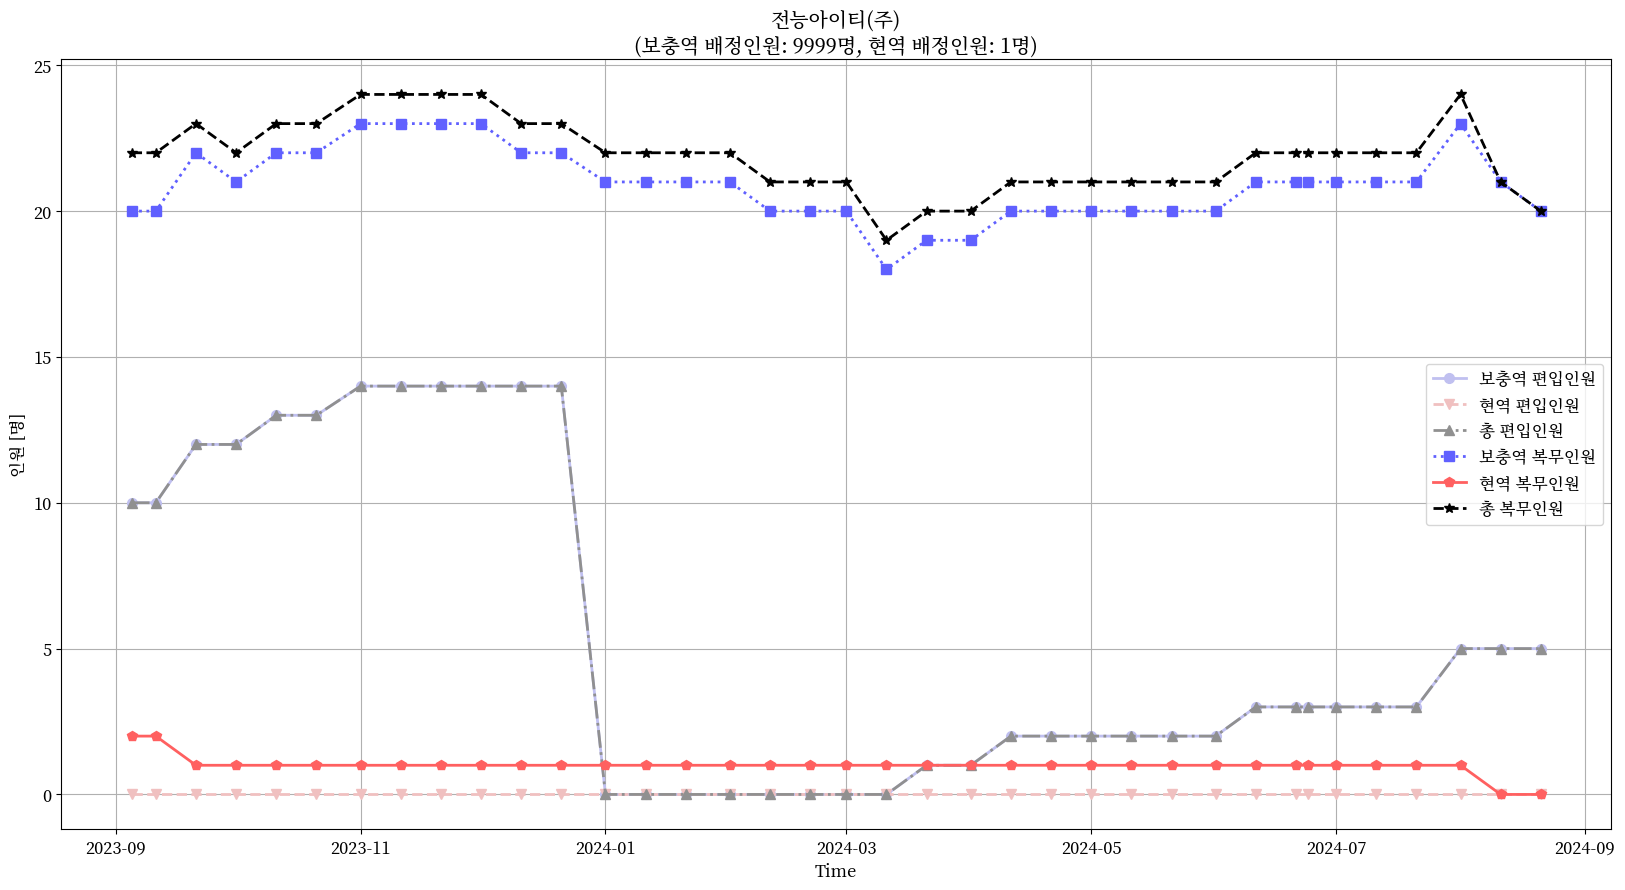 전능아이티(주)
(보충역 배정인원: 9999명, 현역 배정인원: 1명)
25
20
15
10
5
0
인원 [명]
보충역 편입인원
현역 편입인원
총 편입인원
보충역 복무인원
현역 복무인원
총 복무인원
2023-09
2023-11
2024-01
2024-03
2024-05
2024-07
2024-09
Time